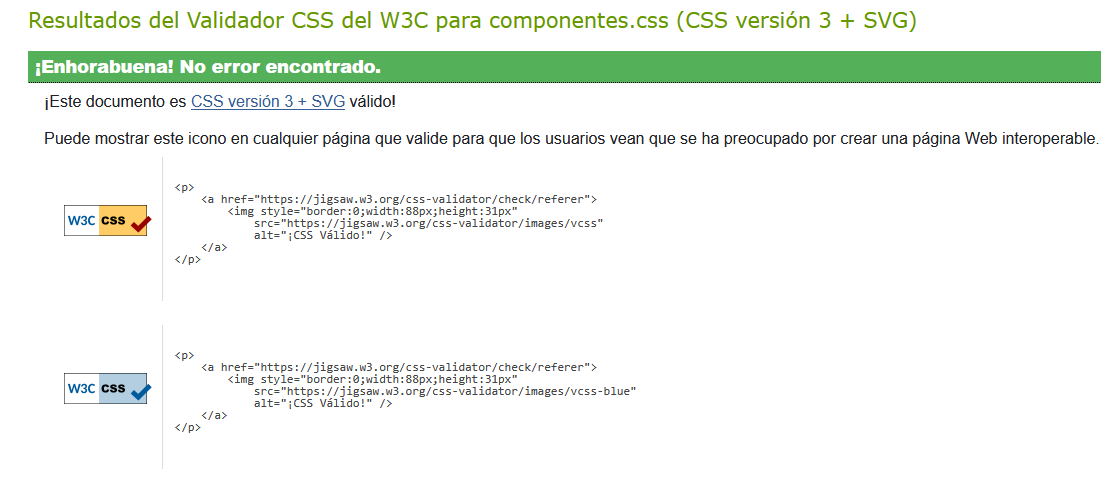 Resultados del Validador CSS del W3C para componentes.css (CSS versión 3 + SVG)
¡Enhorabuena! No error encontrado.
¡Este documento es CSS versión 3 + SVG válido!
Puede mostrar este icono en cualquier página que valide para que los usuarios vean que se ha preocupado por crear una página Web interoperable.
W3C css
<p>
<a href="https://jigsaw.w3.org/css-validator/check/referer">
<img style="border:0;width:88px;height:31px"
src="https://jigsaw.w3.org/css-validator/images/vcss"
alt="¡CSS Válido!" />
</a>
</p>
W3C css
<p>
<a href="https://jigsaw.w3.org/css-validator/check/referer">
<img style="border:0;width:88px;height:31px"
src="https://jigsaw.w3.org/css-validator/images/vcss-blue"
alt="¡CSS Válido!" />
</a>
</p>